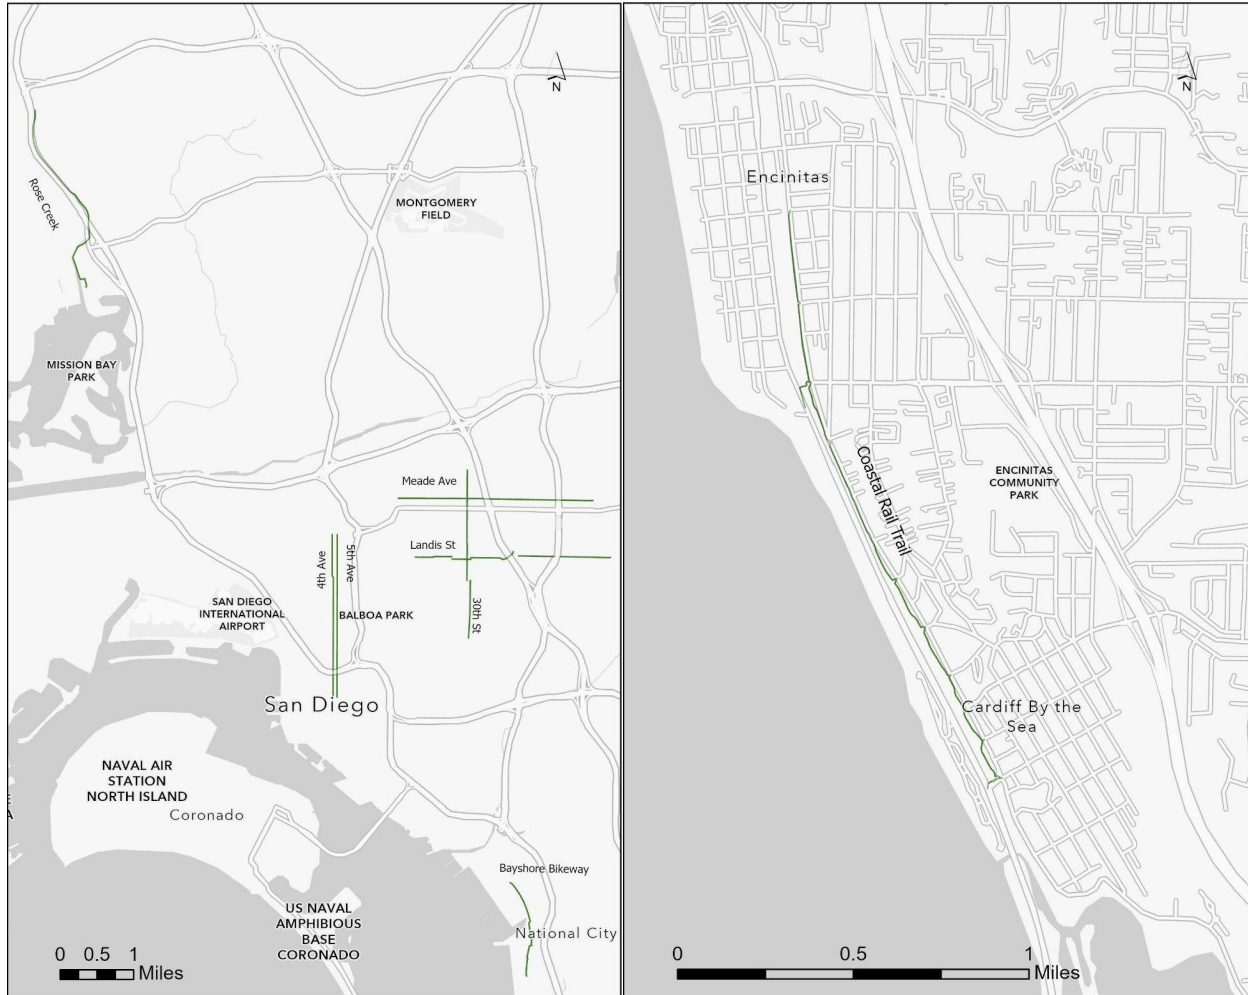 N
Rose Creek
MONTGOMERY
FIELD
MISSION BAY
PARK
Meade Ave
Landis St
4th Ave
5th Ave
30th St
SAN DIEGO
INTERNATIONAL
AIRPORT
BALBOA PARK
San Diego
NAVAL AIR
STATION
NORTH ISLAND
Coronado
E
A
Bayshore Bikeway
US NAVAL
AMPHIBIOUS
BASE
CORONADO
National City
0 0.5 1
Miles
N
Encinitas
Coastal Rail Trail
ENCINITAS
COMMUNITY
PARK
Cardiff By the
Sea
0 0.5 1
Miles